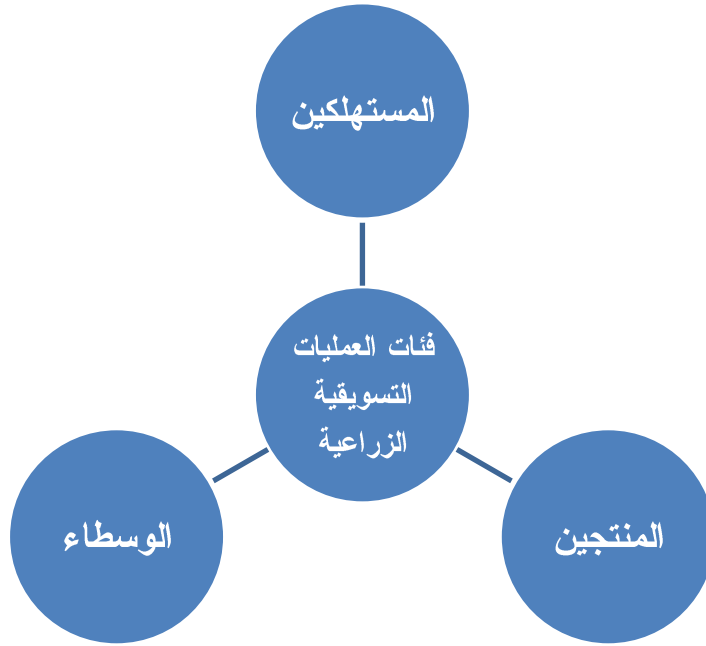 المستهلكين
فئات العمليات
التسويقية
الزراعية
المنتجين
الوسطاء